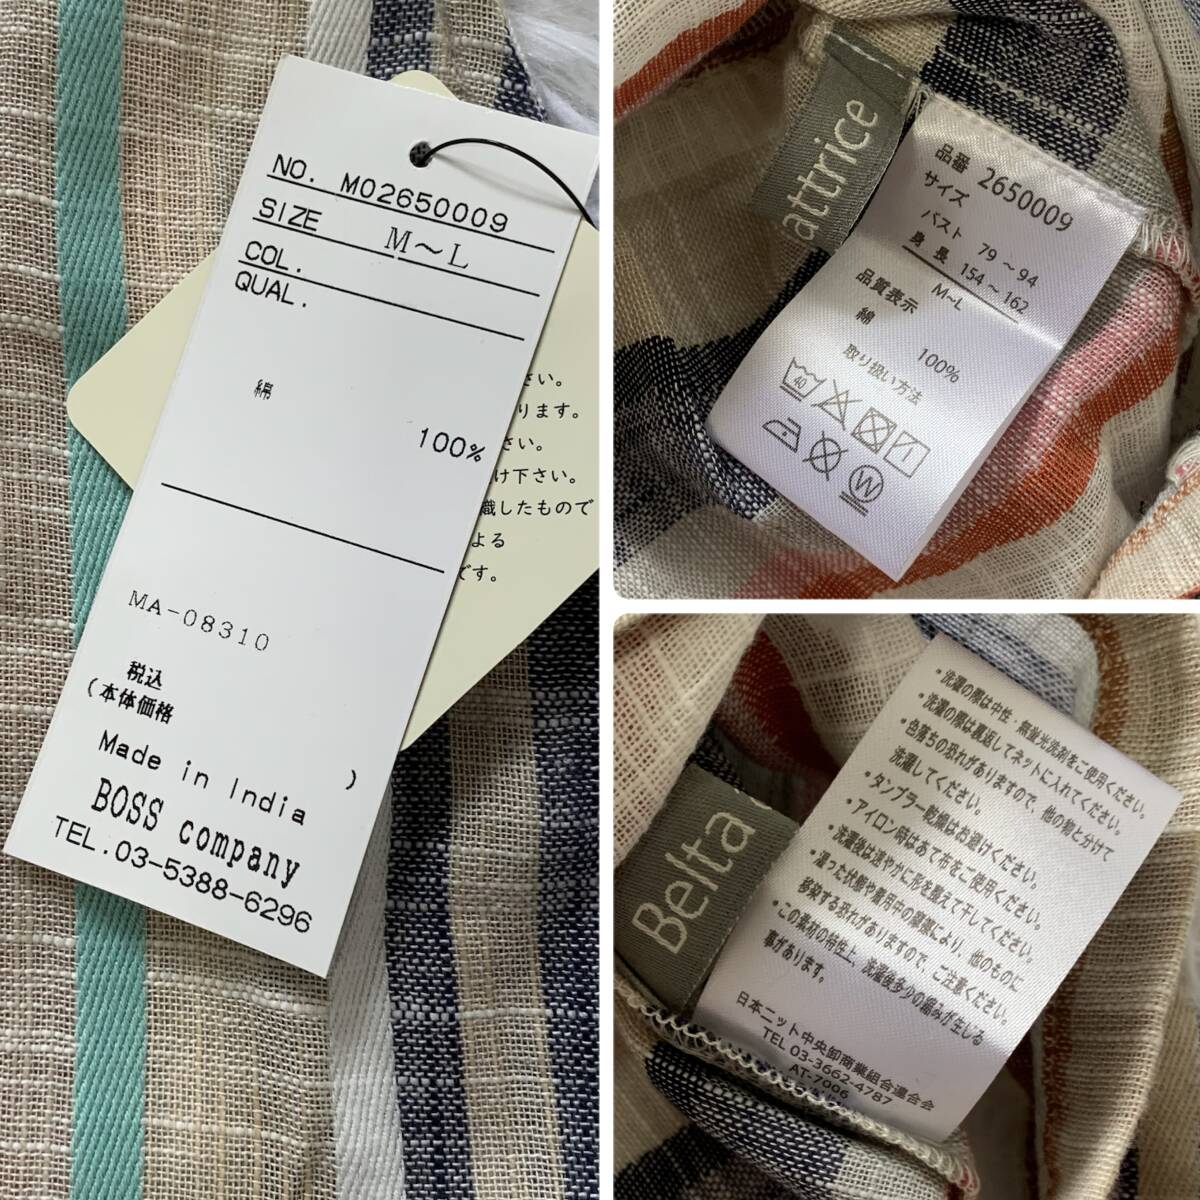 NO. M02650009
SIZE M～L
COL.
QUAL.
綿
100%
MA-08310
税込
(本体価格
)
Made in India
BOSS company
TEL.03-5388-6296
さい。
ります。
さい。
け下さい。
織したもので
よる
です。
attrice
品番 2650009
サイズ
バスト 79～94
身長 154～162
M~L
品質表示
綿 100%
取り扱い方法
40
W
Belta
・洗濯の際は中性・無蛍光洗剤をご使用ください。
・洗濯の際は裏返してネットに入れてください。
・色落ちの恐れがありますので、他の物と分けて
洗濯してください。
・タンブラー乾燥はお避けください。
・アイロン時はあて布をご使用ください。
・洗濯後は速やかに形を整えて干してください。
・湿った状態や着用中の摩擦により、他のものに
移染する恐れがありますので、ご注意ください。
・この素材の特性上、洗濯後多少の縮みが生じる
事があります。
日本ニット中央卸商業組合連合会
TEL 03-3662-4787
AT-7006